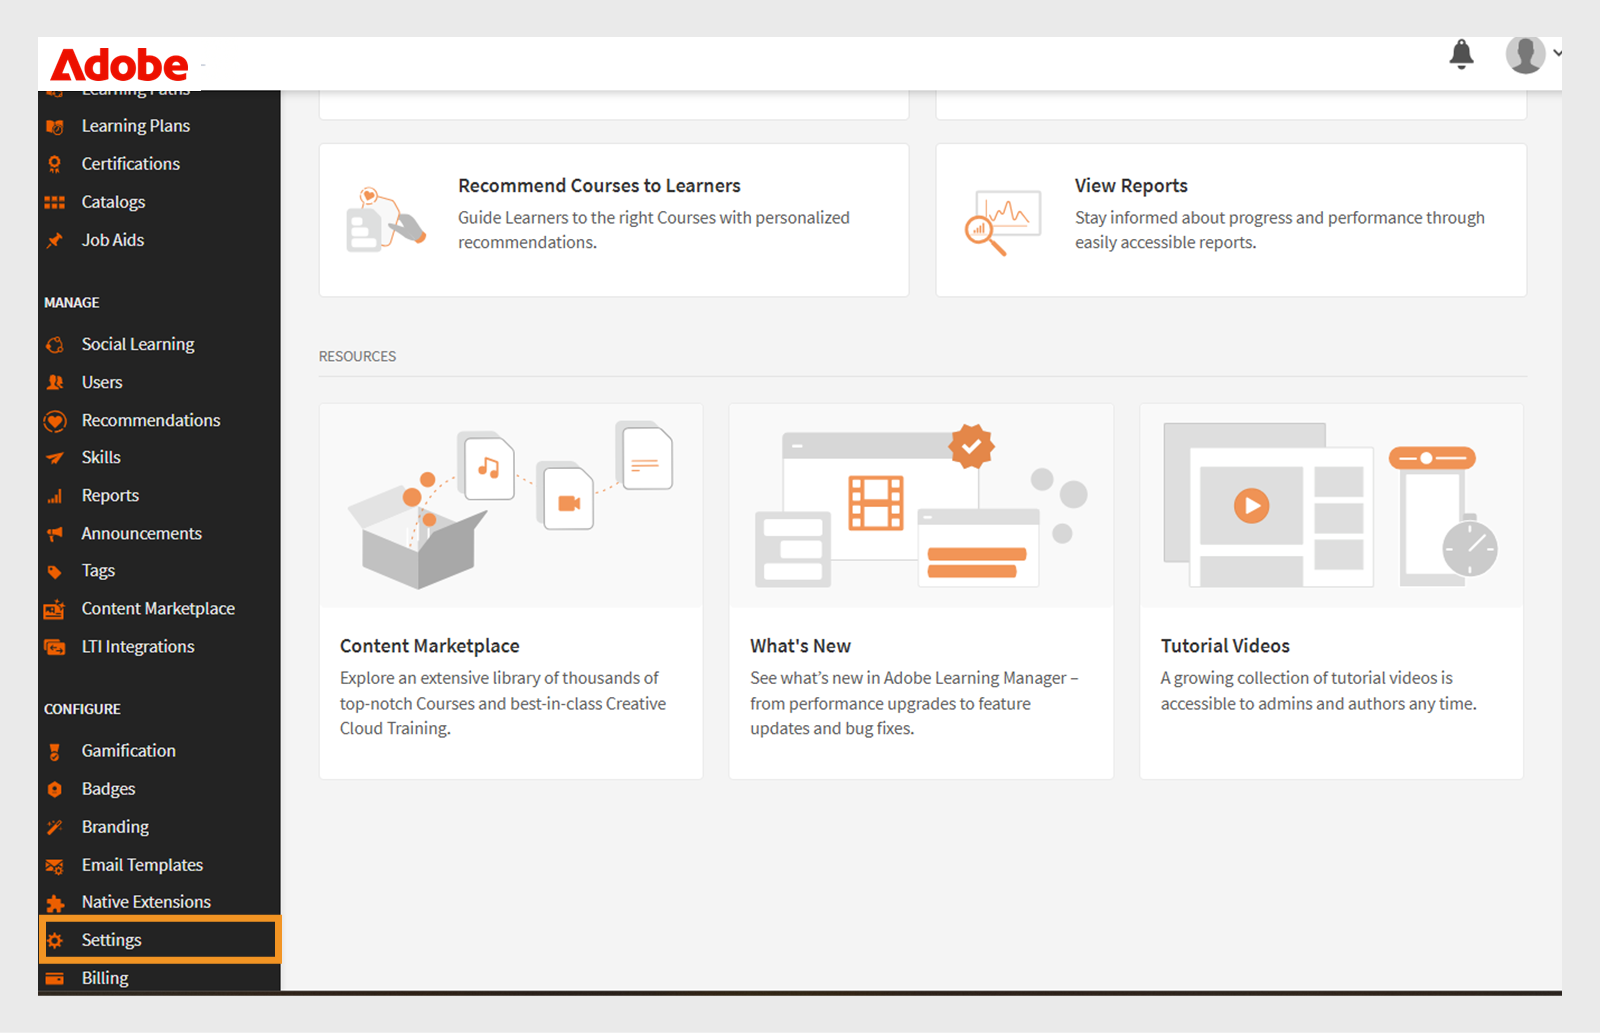 Adobe
Learning Paths
Learning Plans
Certifications
Catalogs
Job Aids
MANAGE
Social Learning
Users
Recommendations
Skills
Reports
Announcements
Tags
Content Marketplace
LTI Integrations
CONFIGURE
Gamification
Badges
Branding
Email Templates
Native Extensions
Settings
Billing
Recommend Courses to Learners
Guide Learners to the right Courses with personalized
recommendations.
View Reports
Stay informed about progress and performance through
easily accessible reports.
RESOURCES
Content Marketplace
Explore an extensive library of thousands of
top-notch Courses and best-in-class Creative
Cloud Training.
What's New
See what’s new in Adobe Learning Manager –
from performance upgrades to feature
updates and bug fixes.
Tutorial Videos
A growing collection of tutorial videos is
accessible to admins and authors any time.